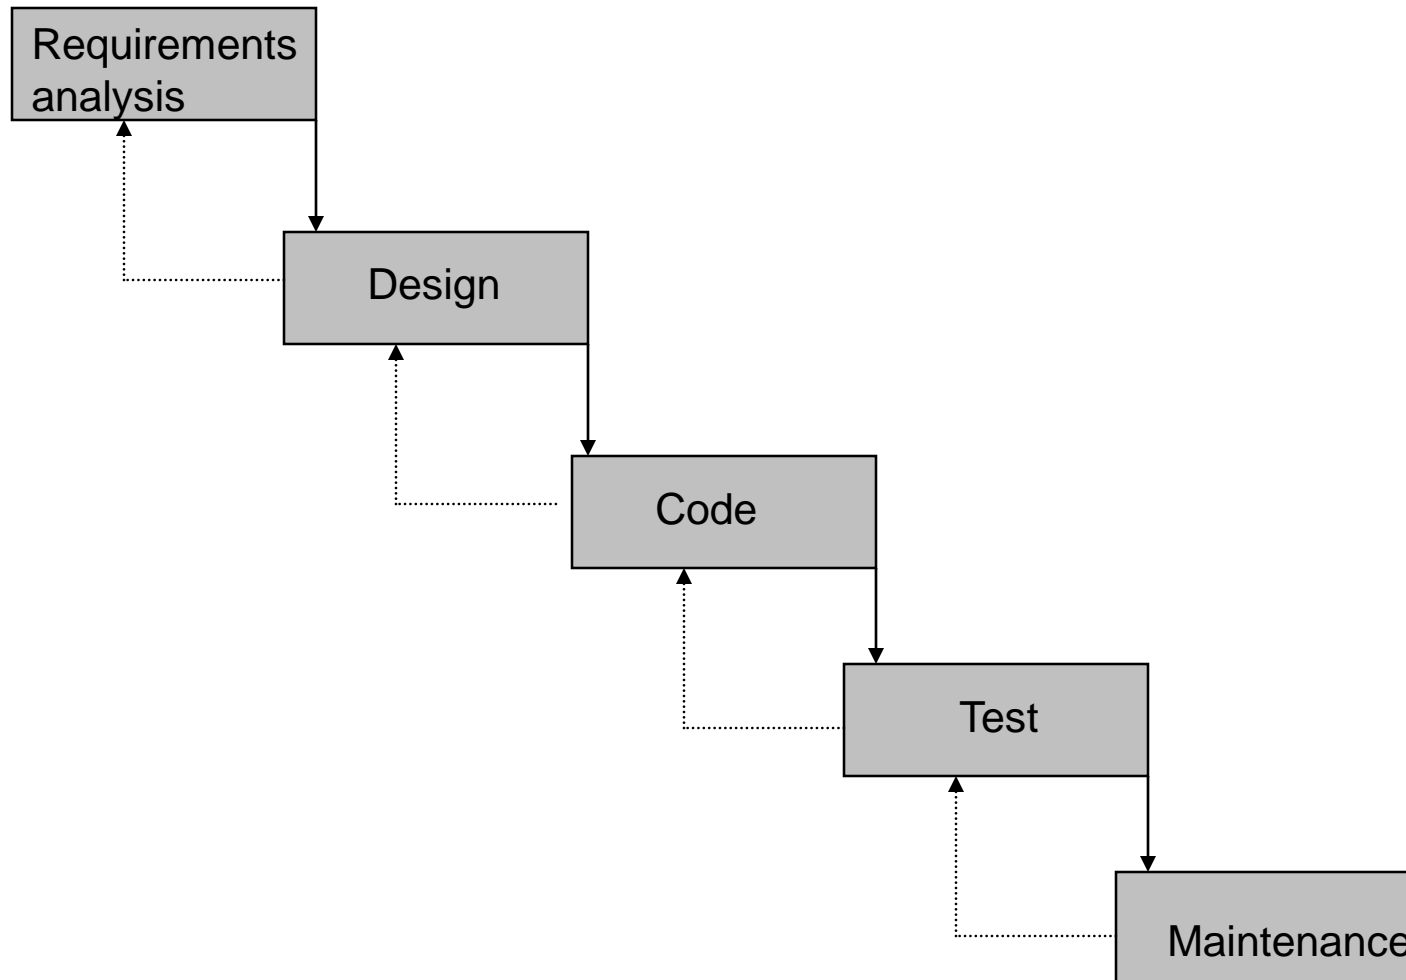 Requirements
analysis
Design
Code
Test
Maintenance